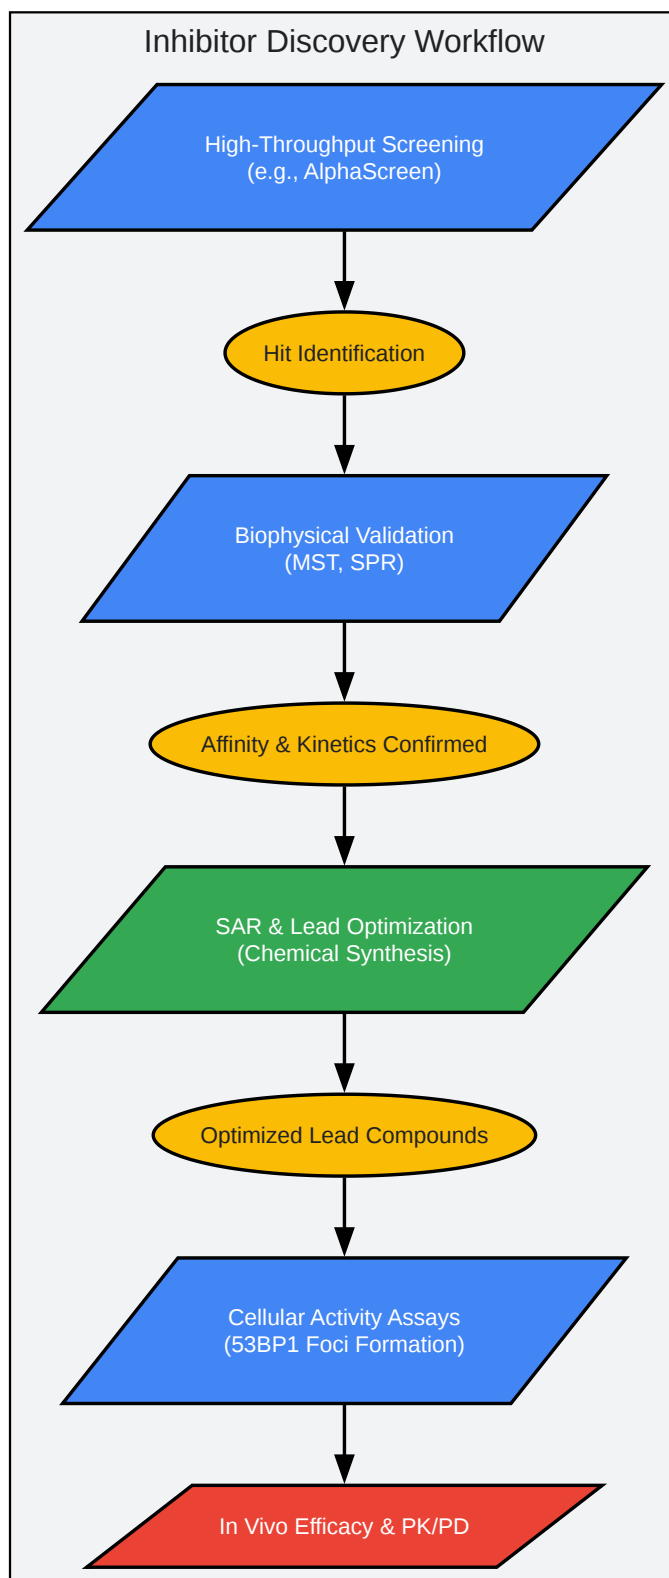 Inhibitor Discovery Workflow
High-Throughput Screening
(e.g., AlphaScreen)
Hit Identification
Biophysical Validation
(MST, SPR)
Affinity & Kinetics Confirmed
SAR & Lead Optimization
(Chemical Synthesis)
Optimized Lead Compounds
Cellular Activity Assays
(53BP1 Foci Formation)
In Vivo Efficacy & PK/PD